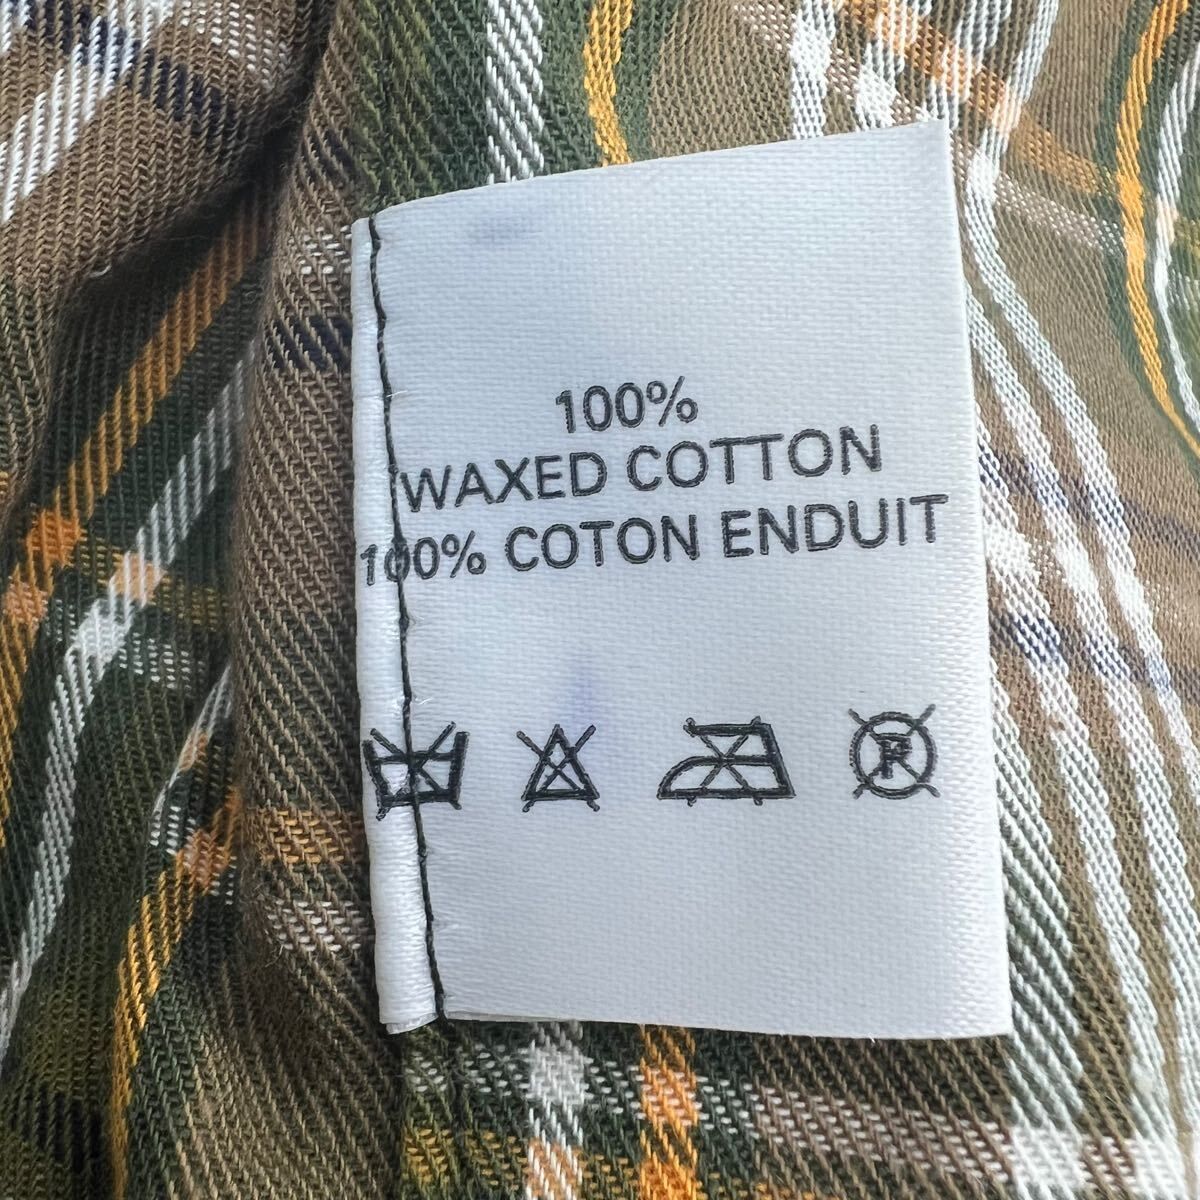 100%
WAXED COTTON
100% COTON ENDUIT
P